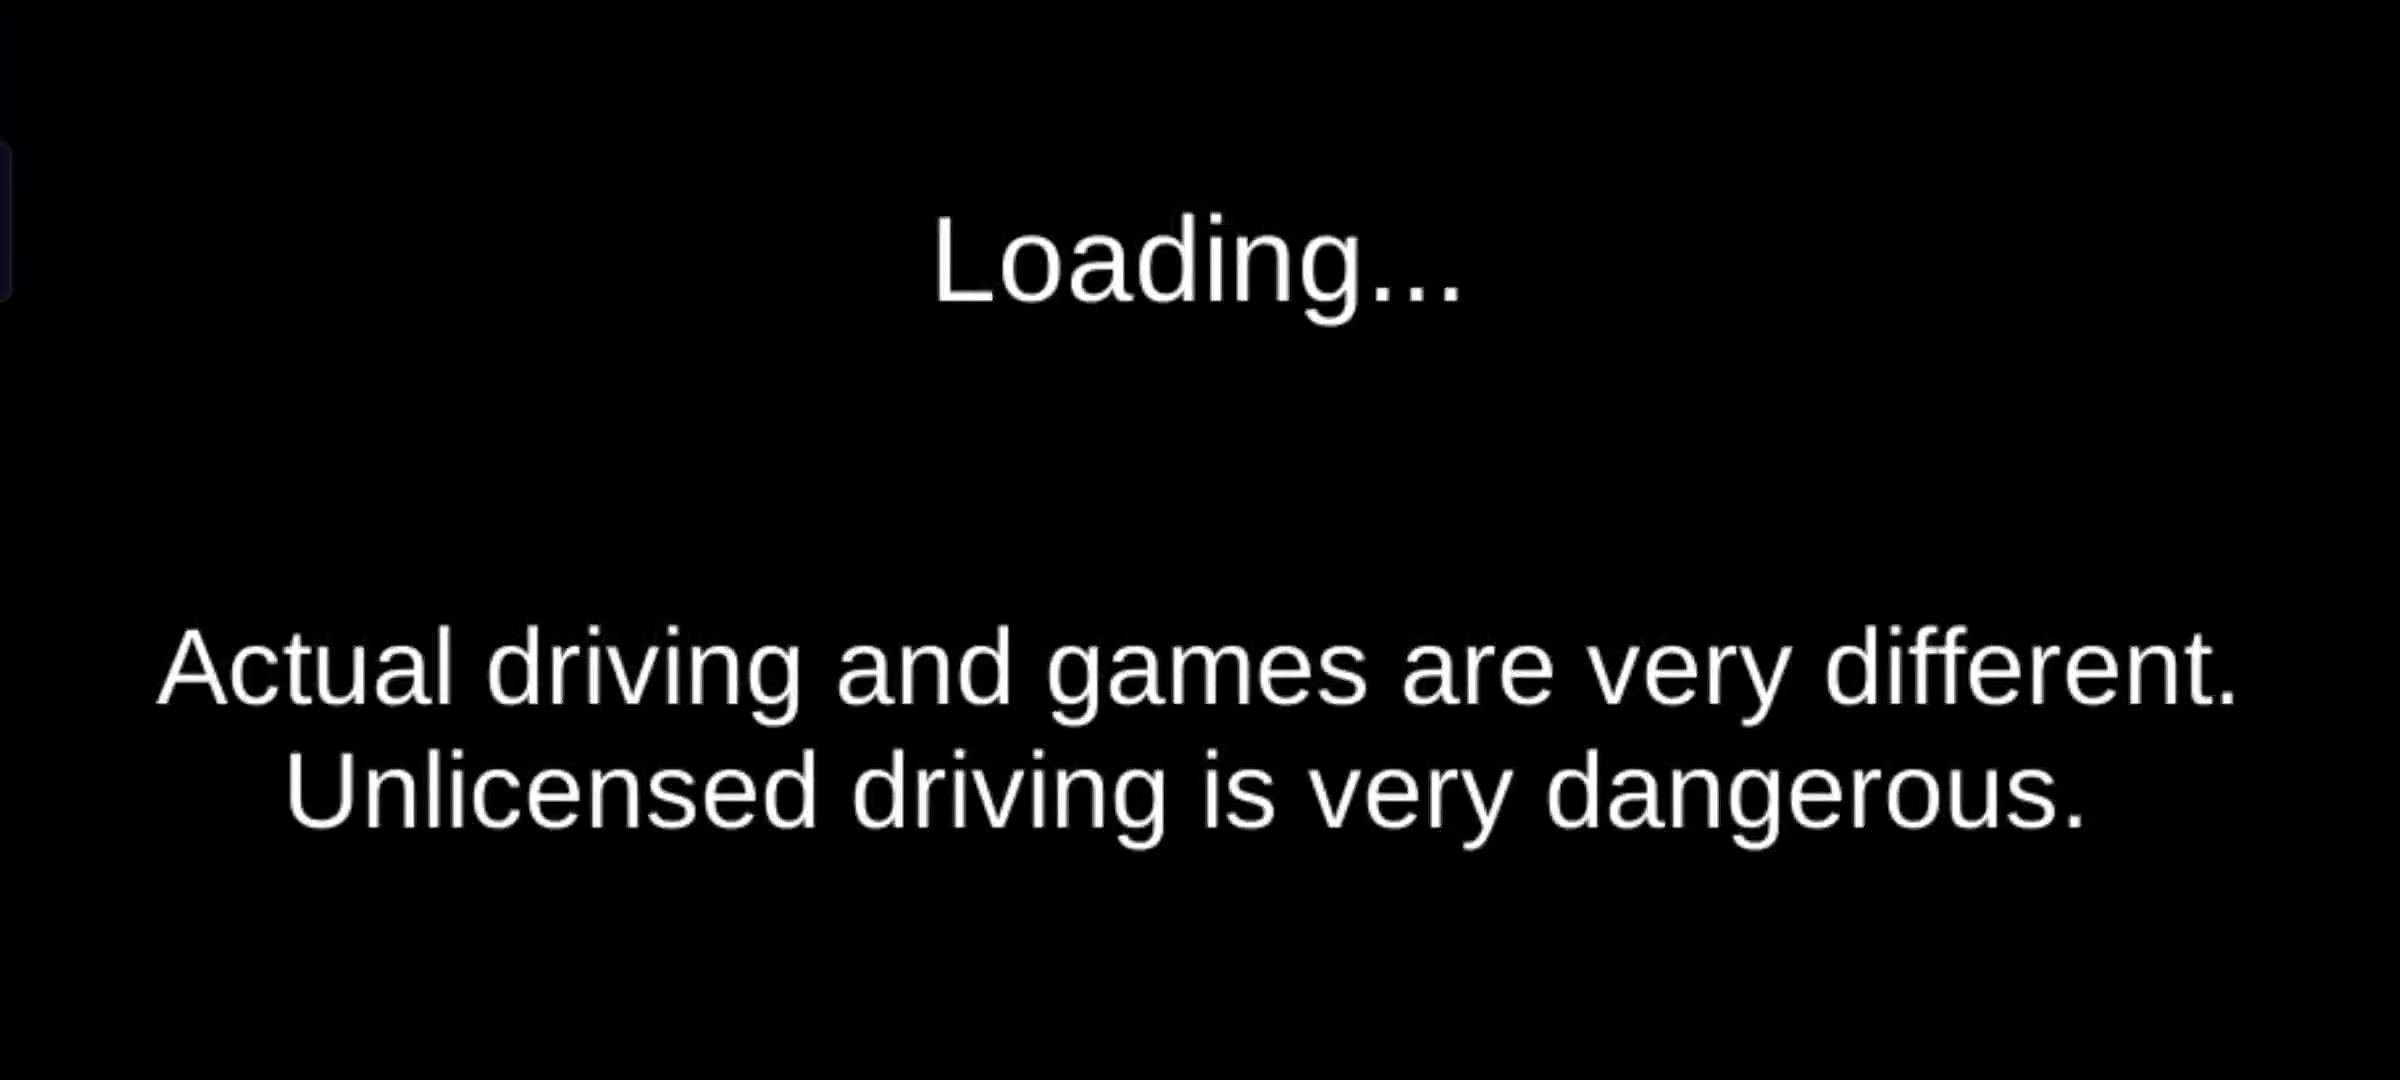 Loading...
Actual driving and games are very different.
Unlicensed driving is very dangerous.